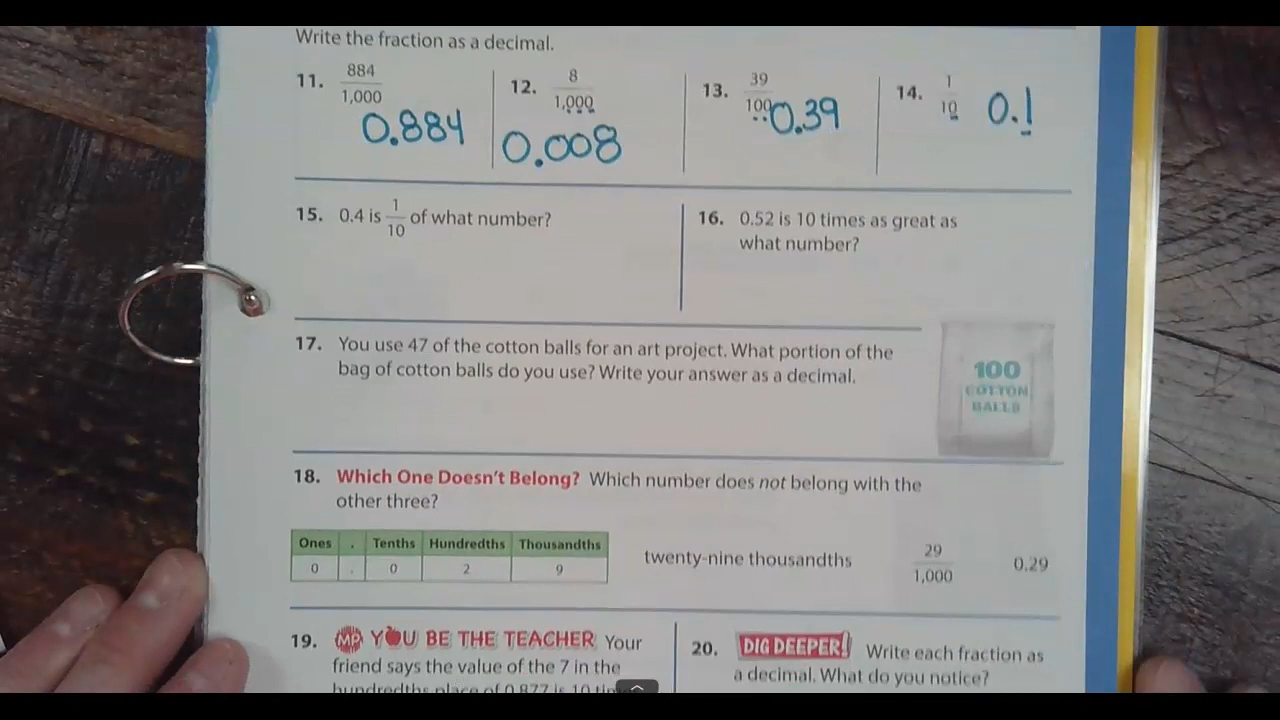 Write the fraction as a decimal.
11. 884/1,000
0.884
12. 8/1,000
0.008
13. 39/100
0.39
14. 1/10
0.1
15. 0.4 is 1/10 of what number?
16. 0.52 is 10 times as great as
what number?
17. You use 47 of the cotton balls for an art project. What portion of the
bag of cotton balls do you use? Write your answer as a decimal.
100
COTTON
BALLS
18. Which One Doesn't Belong? Which number does not belong with the
other three?
Ones . Tenths Hundredths Thousandths
0 . 0 2 9
twenty-nine thousandths
29/1,000
0.29
19. MP YOU BE THE TEACHER Your
friend says the value of the 7 in the
hundredths place of 0.877 is 10
20. DIG DEEPER! Write each fraction as
a decimal. What do you notice?